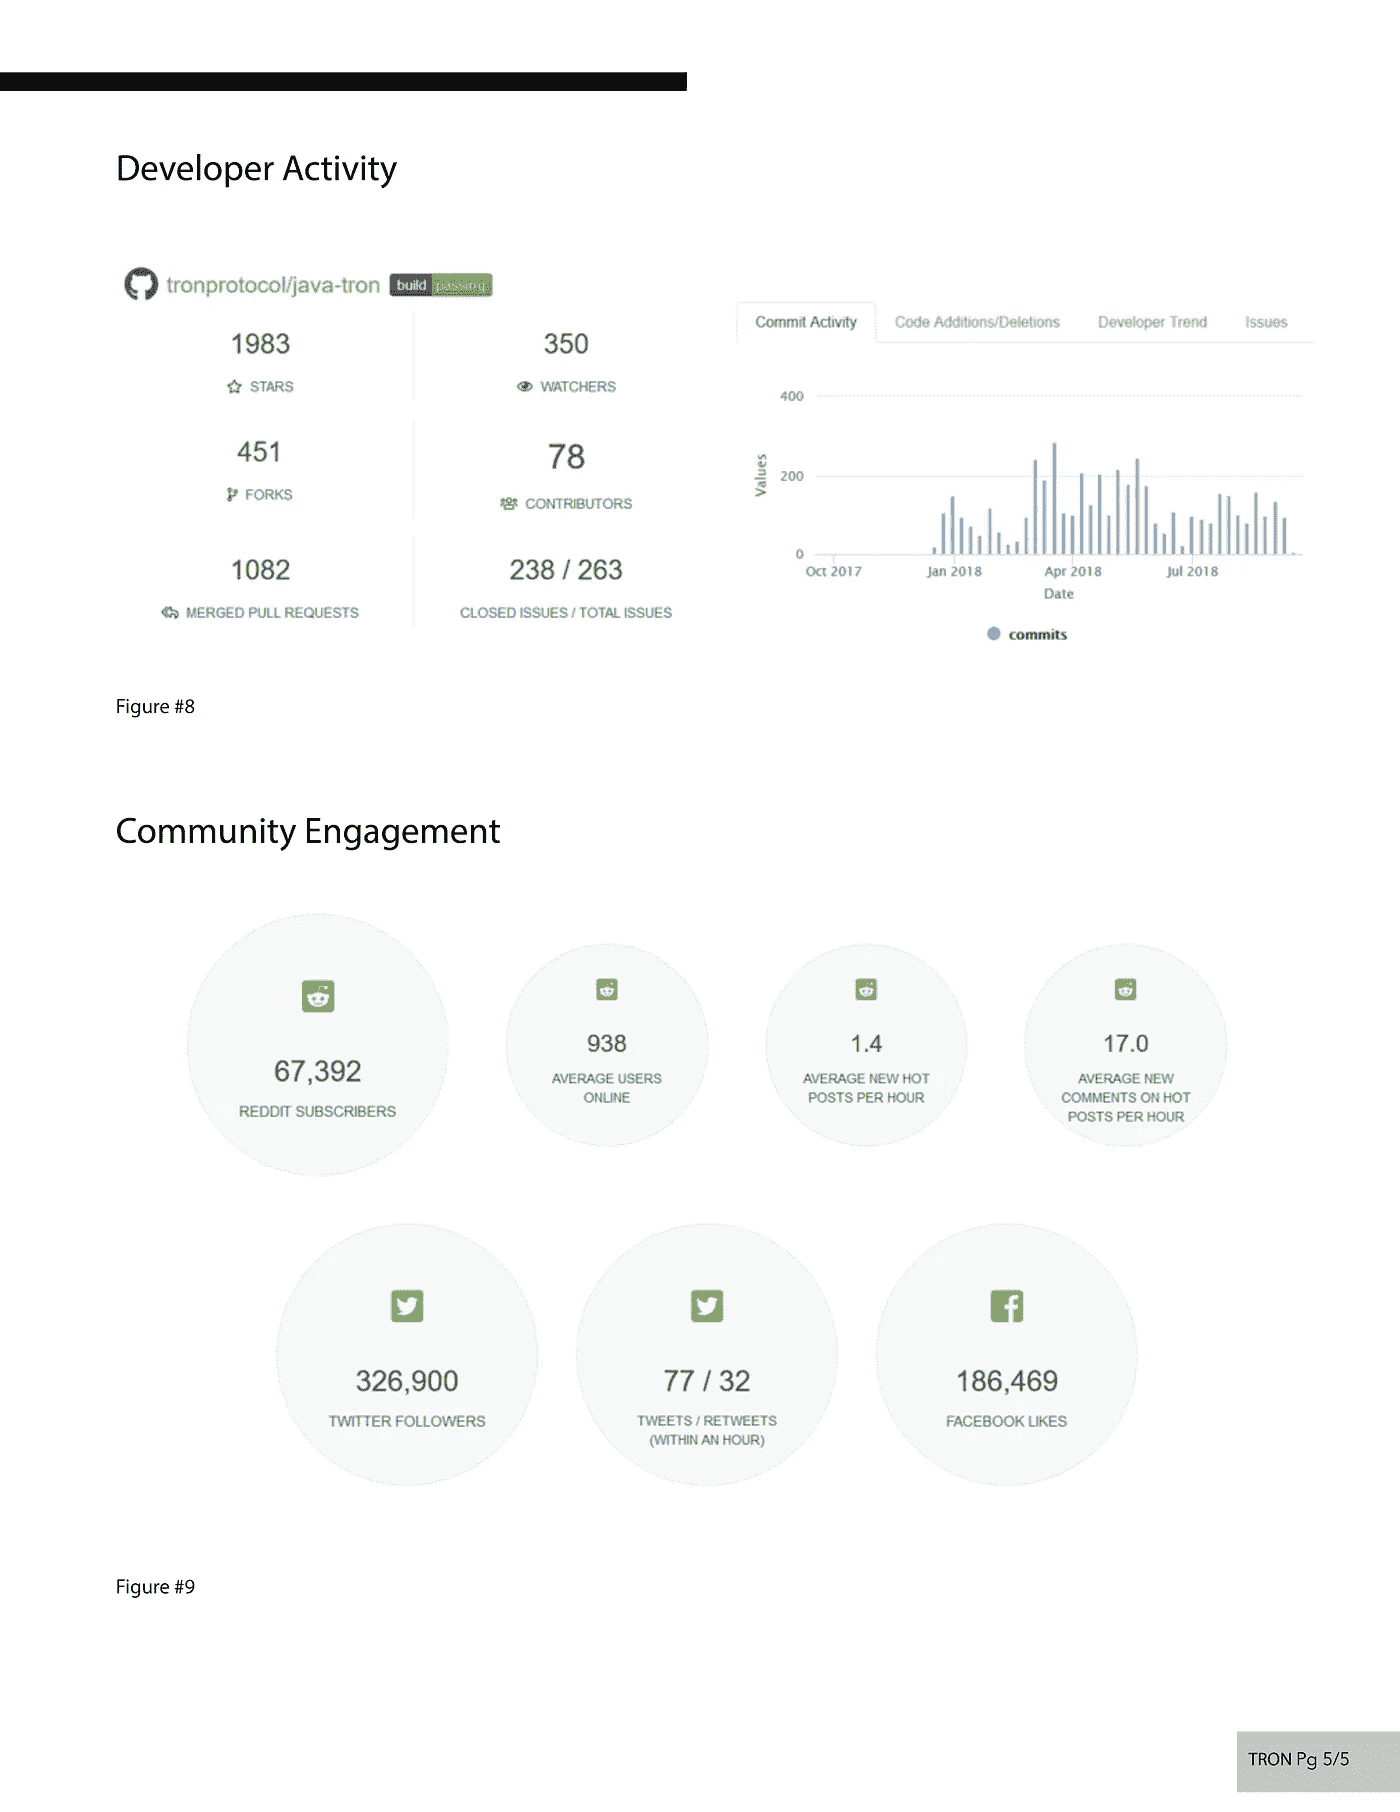 Developer Activity
tronprotocol/java-tron build passing
1983
STARS
350
WATCHERS
451
FORKS
78
CONTRIBUTORS
1082
MERGED PULL REQUESTS
238 / 263
CLOSED ISSUES / TOTAL ISSUES
Commit Activity Code Additions/Deletions Developer Trend Issues
400
200
0
Values
Oct 2017 Jan 2018 Apr 2018 Jul 2018
Date
commits
Figure #8
Community Engagement
67,392
REDDIT SUBSCRIBERS
938
AVERAGE USERS
ONLINE
1.4
AVERAGE NEW HOT
POSTS PER HOUR
17.0
AVERAGE NEW
COMMENTS ON HOT
POSTS PER HOUR
326,900
TWITTER FOLLOWERS
77 / 32
TWEETS / RETWEETS
(WITHIN AN HOUR)
186,469
FACEBOOK LIKES
Figure #9
TRON Pg 5/5